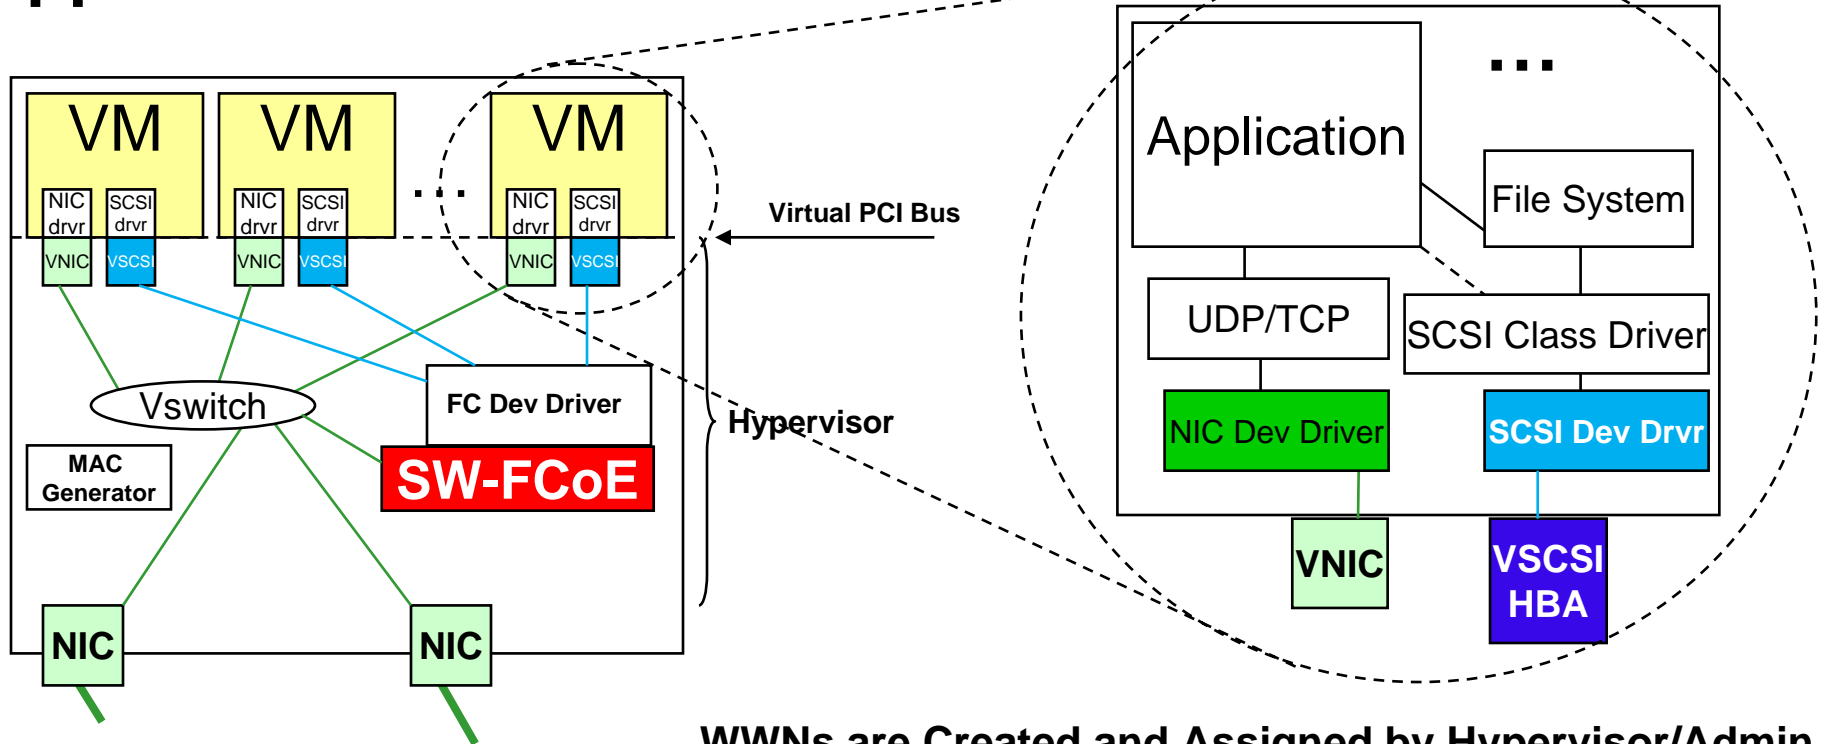 VM
VM
...
VM
NIC drvr
SCSI drvr
NIC drvr
SCSI drvr
NIC drvr
SCSI drvr
VNIC
VSCSI
VNIC
VSCSI
VNIC
VSCSI
Virtual PCI Bus
Vswitch
FC Dev Driver
SW-FCoE
MAC
Generator
Hypervisor
NIC
NIC
...
Application
File System
UDP/TCP
SCSI Class Driver
NIC Dev Driver
SCSI Dev Drvr
VNIC
VSCSI
HBA
WWNs are Created and Assigned by Hypervisor/Admin